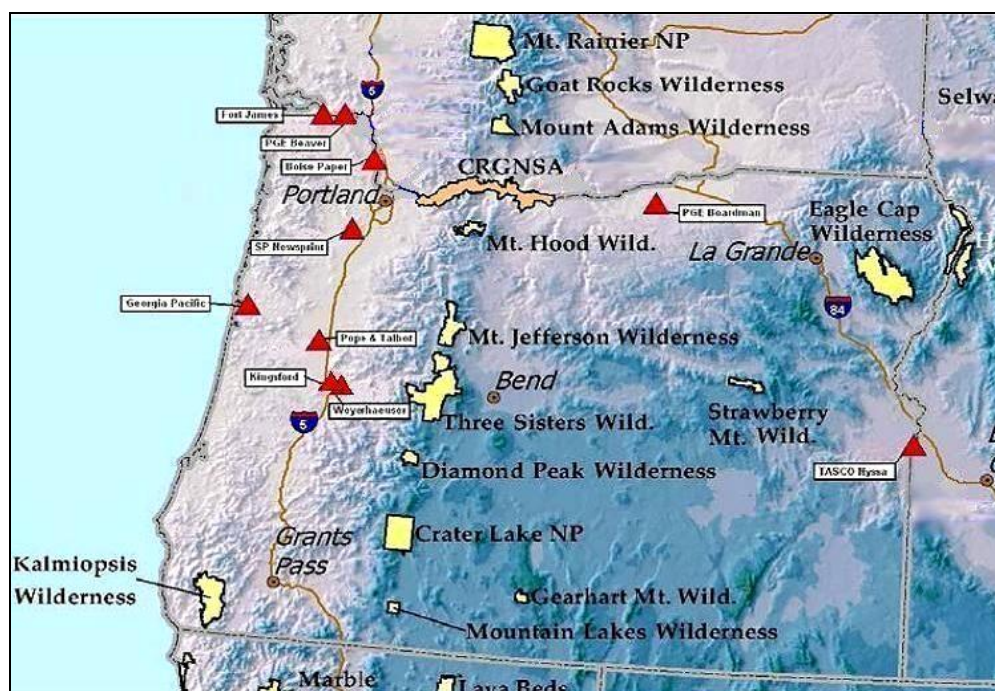 Mt. Rainier NP
Goat Rocks Wilderness
5
Selwa
Fort James
PGE Beaver
Mount Adams Wilderness
Boise Paper
CRGNSA
Portland
PGE Boardman
Eagle Cap
Wilderness
SP Newsprint
Mt. Hood Wild.
La Grande
Georgia Pacific
84
Pope & Talbot
Mt. Jefferson Wilderness
Kingsford
Bend
Weyerhaeuser
Strawberry
Mt. Wild.
5
Three Sisters Wild.
Diamond Peak Wilderness
TASCO Nyssa
Grants
Pass
Crater Lake NP
Kalmiopsis
Wilderness
Gearhart Mt. Wild.
Mountain Lakes Wilderness
Marble
Lava Beds